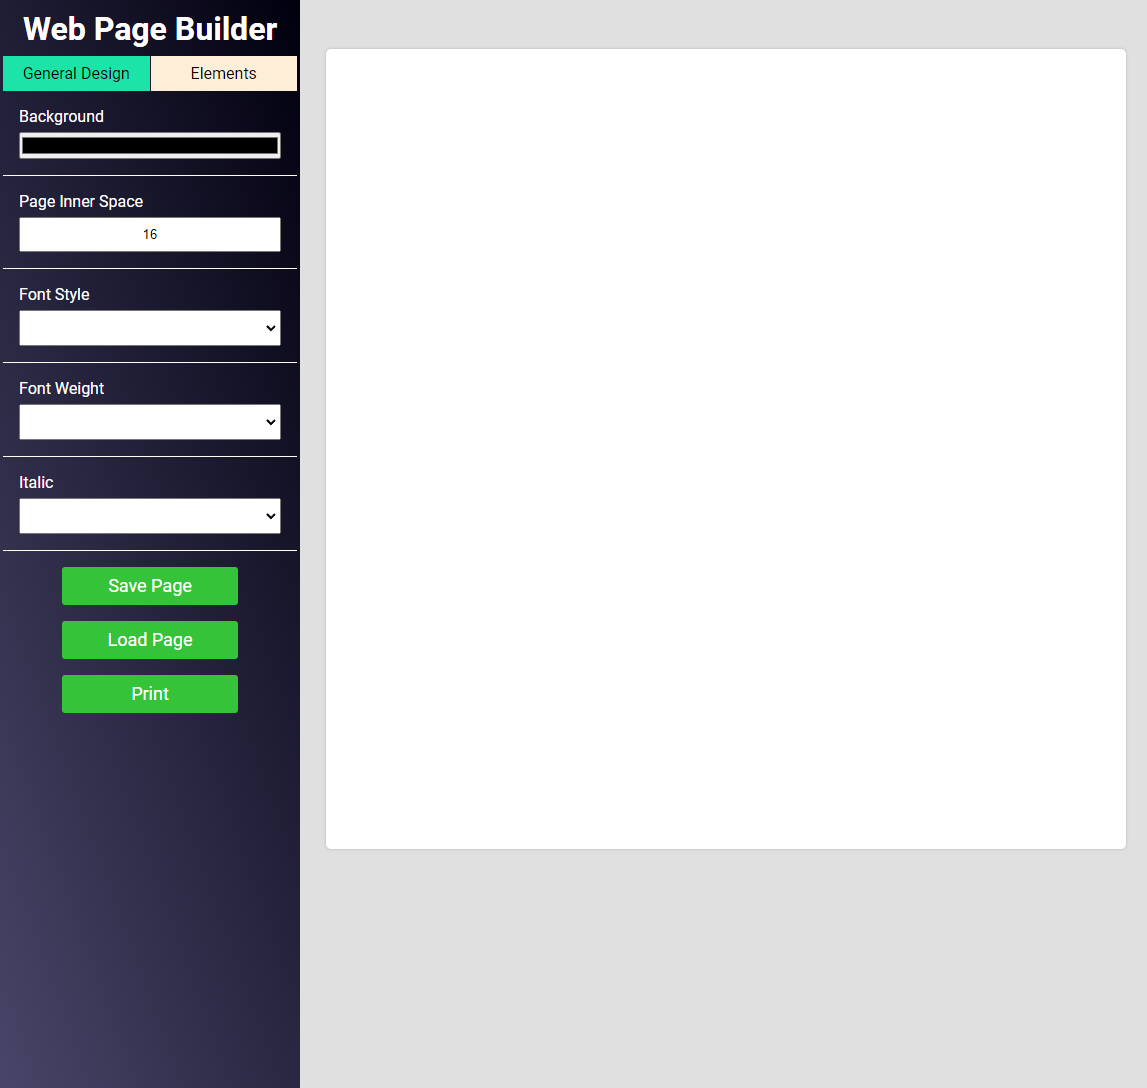 Web Page Builder
General Design
Elements
Background
Page Inner Space
16
Font Style
Font Weight
Italic
Save Page
Load Page
Print